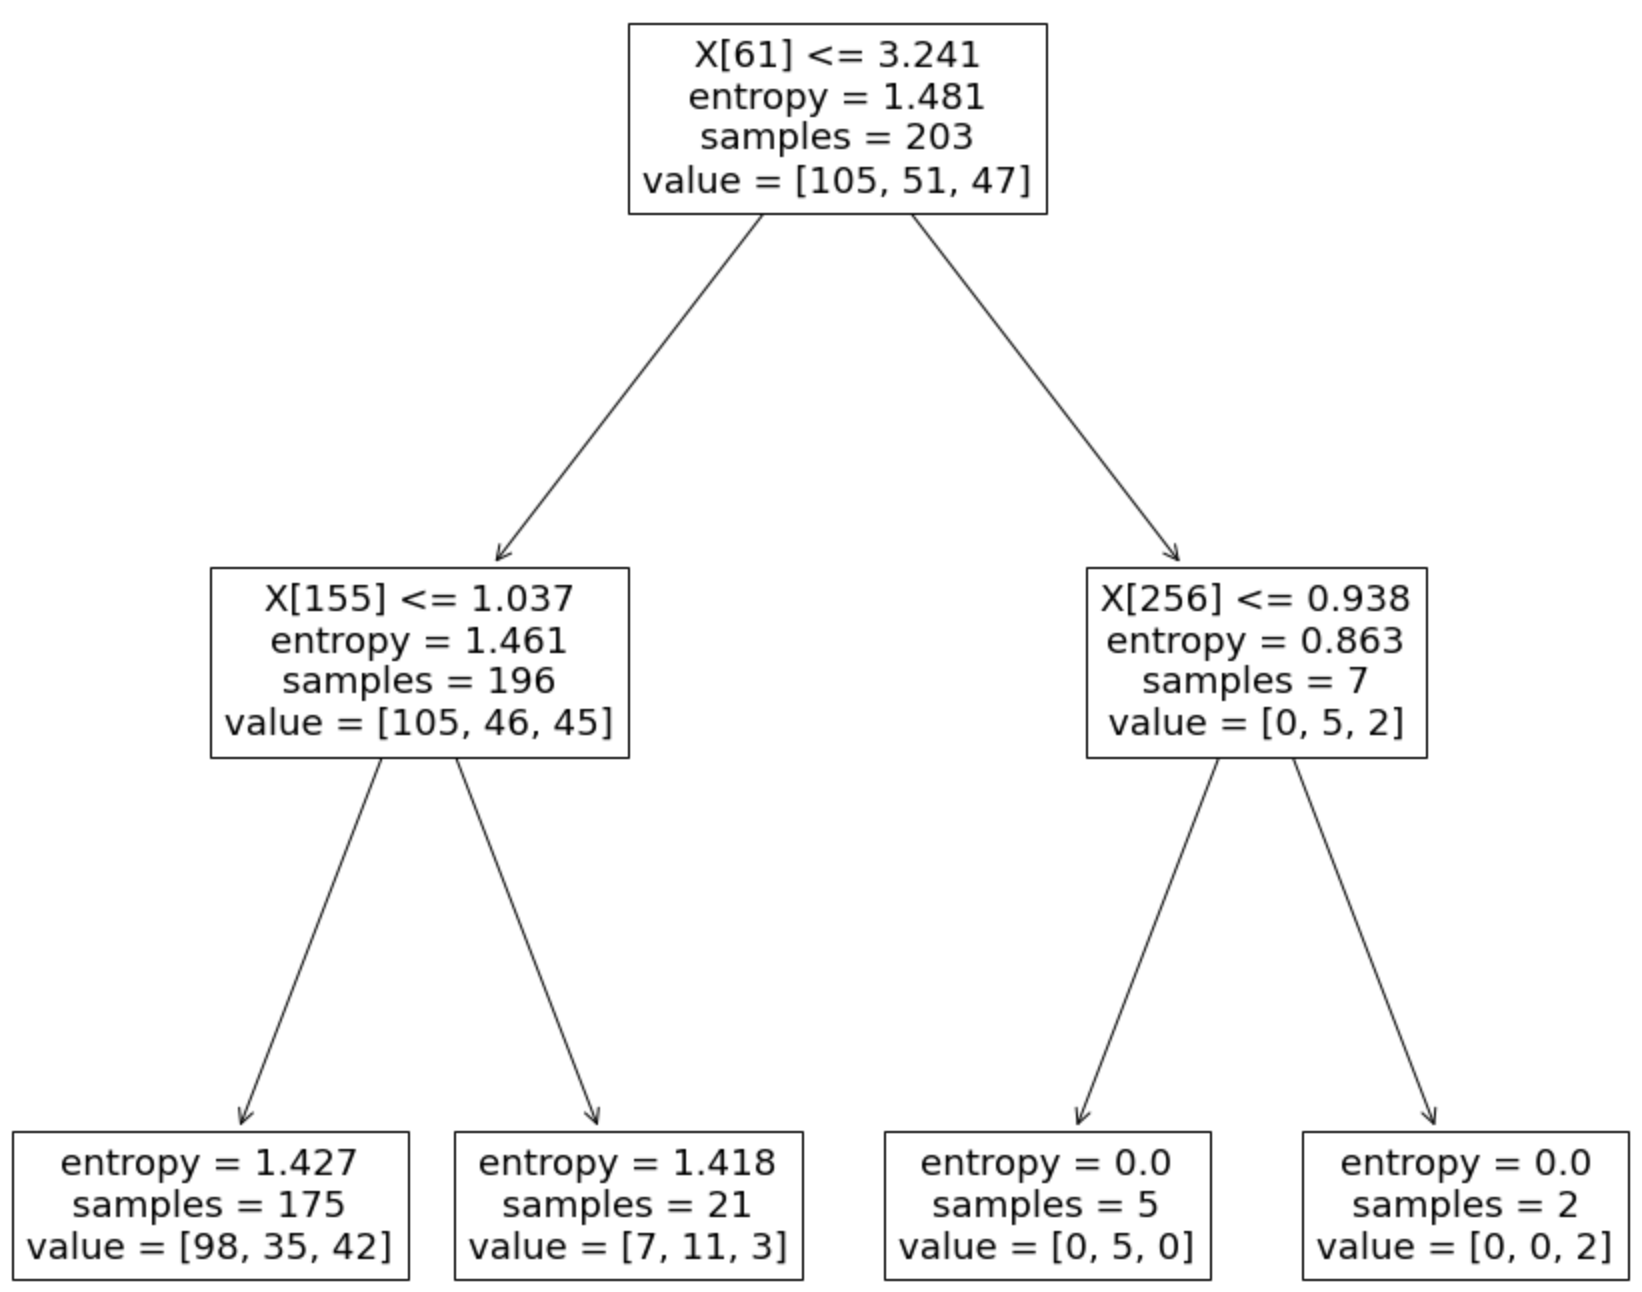 X[61] <= 3.241
entropy = 1.481
samples = 203
value = [105, 51, 47]
X[155] <= 1.037
entropy = 1.461
samples = 196
value = [105, 46, 45]
X[256] <= 0.938
entropy = 0.863
samples = 7
value = [0, 5, 2]
entropy = 1.427
samples = 175
value = [98, 35, 42]
entropy = 1.418
samples = 21
value = [7, 11, 3]
entropy = 0.0
samples = 5
value = [0, 5, 0]
entropy = 0.0
samples = 2
value = [0, 0, 2]